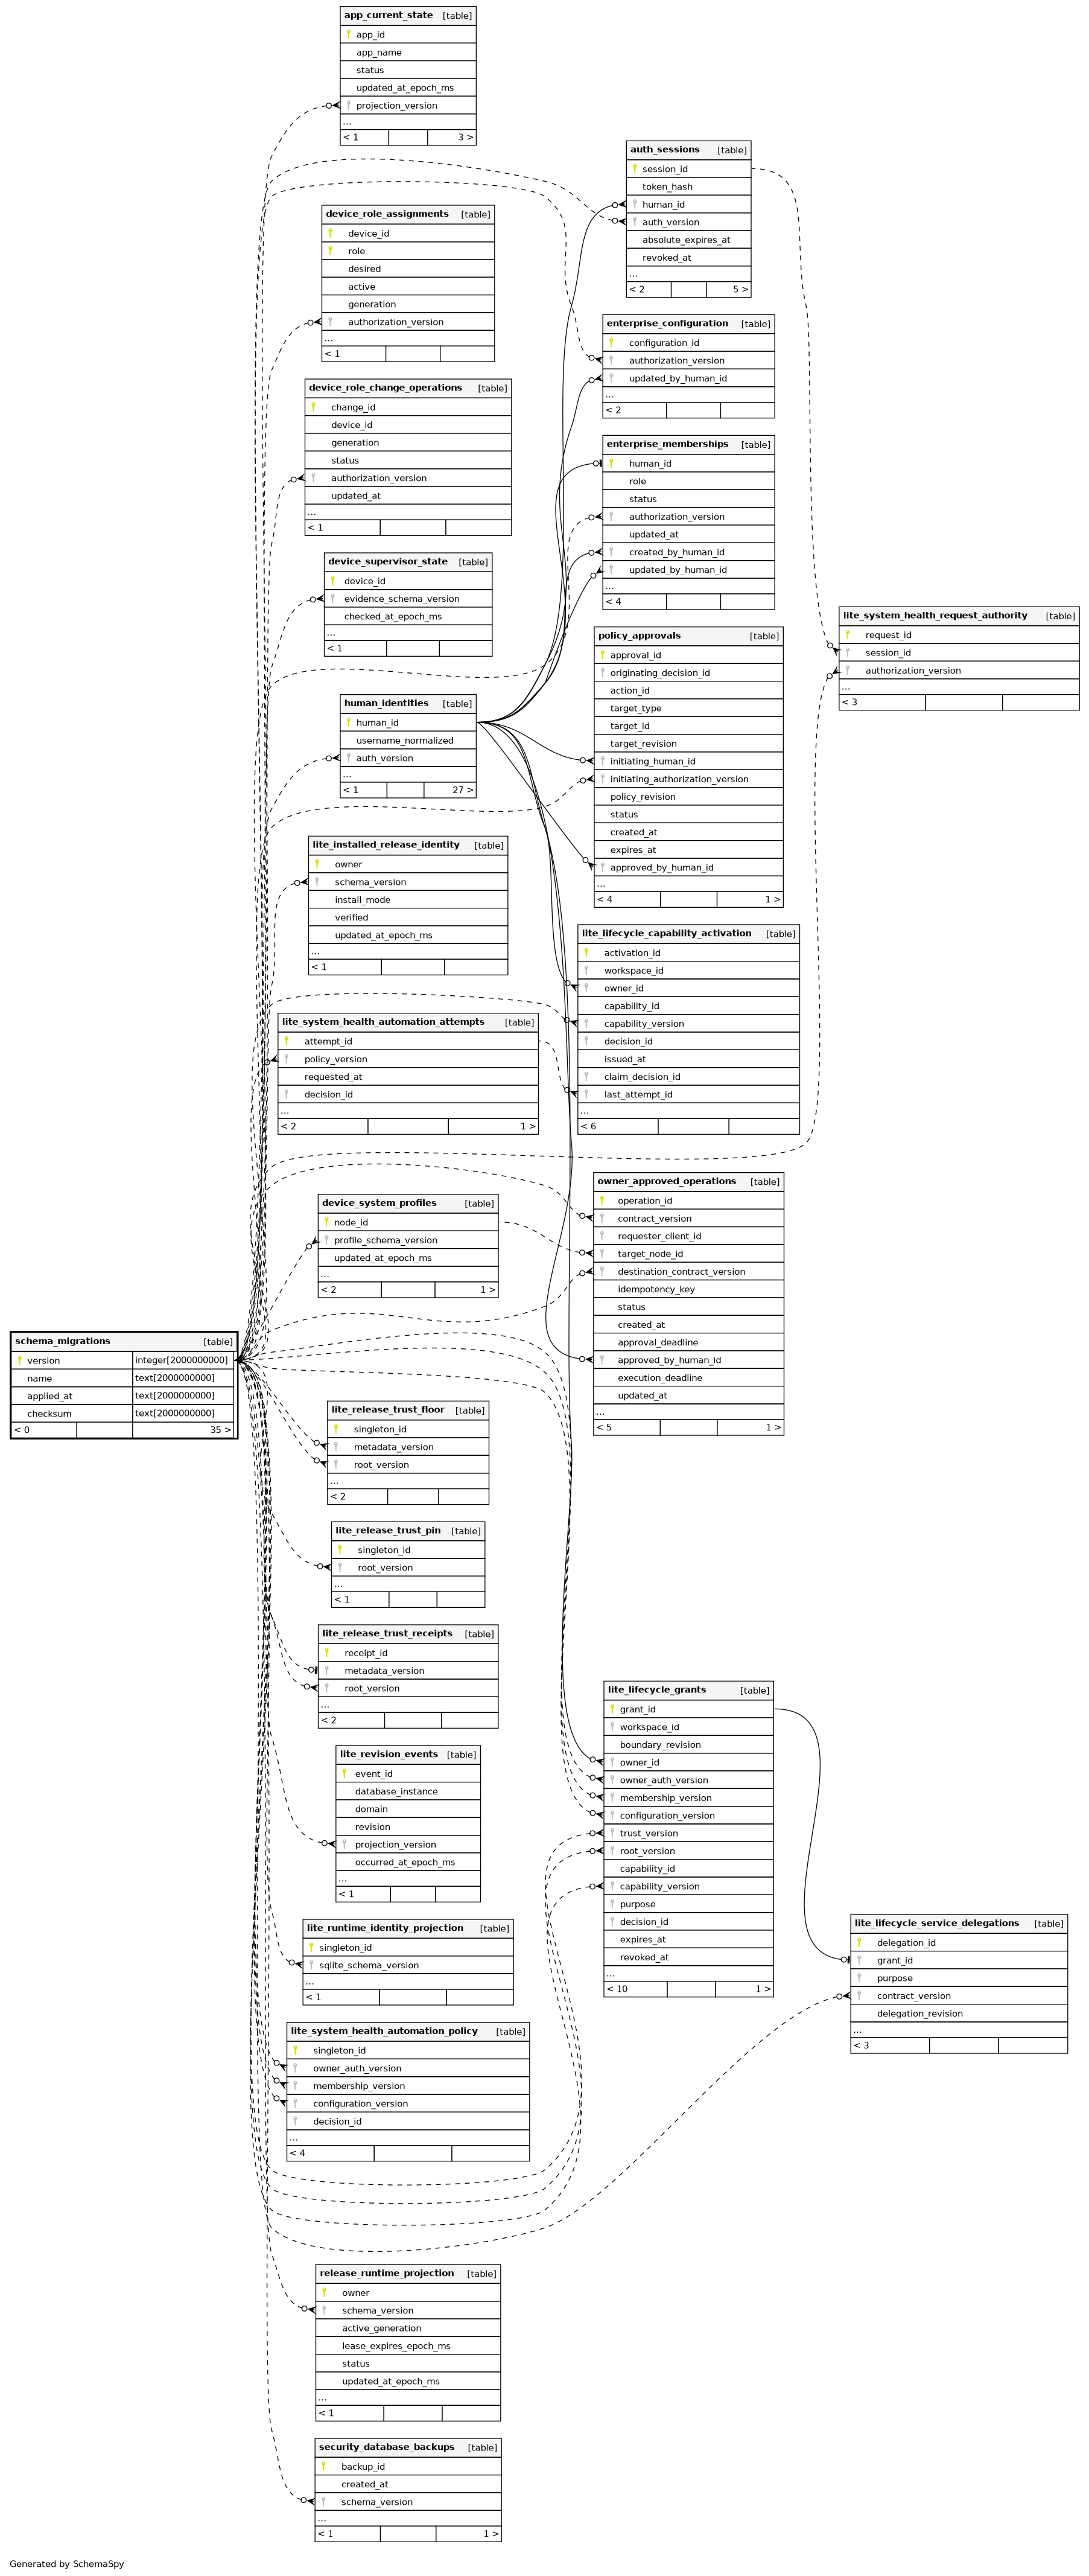 app_current_state [table]
app_id
app_name
status
updated_at_epoch_ms
projection_version
...
< 1 3 >
auth_sessions [table]
session_id
token_hash
human_id
auth_version
absolute_expires_at
revoked_at
...
< 2 5 >
device_role_assignments [table]
device_id
role
desired
active
generation
authorization_version
...
< 1
enterprise_configuration [table]
configuration_id
authorization_version
updated_by_human_id
...
< 2
device_role_change_operations [table]
change_id
device_id
generation
status
authorization_version
updated_at
...
< 1
enterprise_memberships [table]
human_id
role
status
authorization_version
updated_at
created_by_human_id
updated_by_human_id
...
< 4
device_supervisor_state [table]
device_id
evidence_schema_version
checked_at_epoch_ms
...
< 1
lite_system_health_request_authority [table]
request_id
session_id
authorization_version
...
< 3
policy_approvals [table]
approval_id
originating_decision_id
action_id
target_type
target_id
target_revision
initiating_human_id
initiating_authorization_version
policy_revision
status
created_at
expires_at
approved_by_human_id
...
< 4 1 >
human_identities [table]
human_id
username_normalized
auth_version
...
< 1 27 >
lite_installed_release_identity [table]
owner
schema_version
install_mode
verified
updated_at_epoch_ms
...
< 1
lite_lifecycle_capability_activation [table]
activation_id
workspace_id
owner_id
capability_id
capability_version
decision_id
issued_at
claim_decision_id
last_attempt_id
...
< 6
lite_system_health_automation_attempts [table]
attempt_id
policy_version
requested_at
decision_id
...
< 2 1 >
owner_approved_operations [table]
operation_id
contract_version
requester_client_id
target_node_id
destination_contract_version
idempotency_key
status
created_at
approval_deadline
approved_by_human_id
execution_deadline
updated_at
...
< 5 1 >
device_system_profiles [table]
node_id
profile_schema_version
updated_at_epoch_ms
...
< 2 1 >
schema_migrations [table]
version integer[2000000000]
name text[2000000000]
applied_at text[2000000000]
checksum text[2000000000]
< 0 35 >
lite_release_trust_floor [table]
singleton_id
metadata_version
root_version
...
< 2
lite_release_trust_pin [table]
singleton_id
root_version
...
< 1
lite_release_trust_receipts [table]
receipt_id
metadata_version
root_version
...
< 2
lite_lifecycle_grants [table]
grant_id
workspace_id
boundary_revision
owner_id
owner_auth_version
membership_version
configuration_version
trust_version
root_version
capability_id
capability_version
purpose
decision_id
expires_at
revoked_at
...
< 10 1 >
lite_revision_events [table]
event_id
database_instance
domain
revision
projection_version
occurred_at_epoch_ms
...
< 1
lite_lifecycle_service_delegations [table]
delegation_id
grant_id
purpose
contract_version
delegation_revision
...
< 3
lite_runtime_identity_projection [table]
singleton_id
sqlite_schema_version
...
< 1
lite_system_health_automation_policy [table]
singleton_id
owner_auth_version
membership_version
configuration_version
decision_id
...
< 4
release_runtime_projection [table]
owner
schema_version
active_generation
lease_expires_epoch_ms
status
updated_at_epoch_ms
...
< 1
security_database_backups [table]
backup_id
created_at
schema_version
...
< 1 1 >
Generated by SchemaSpy